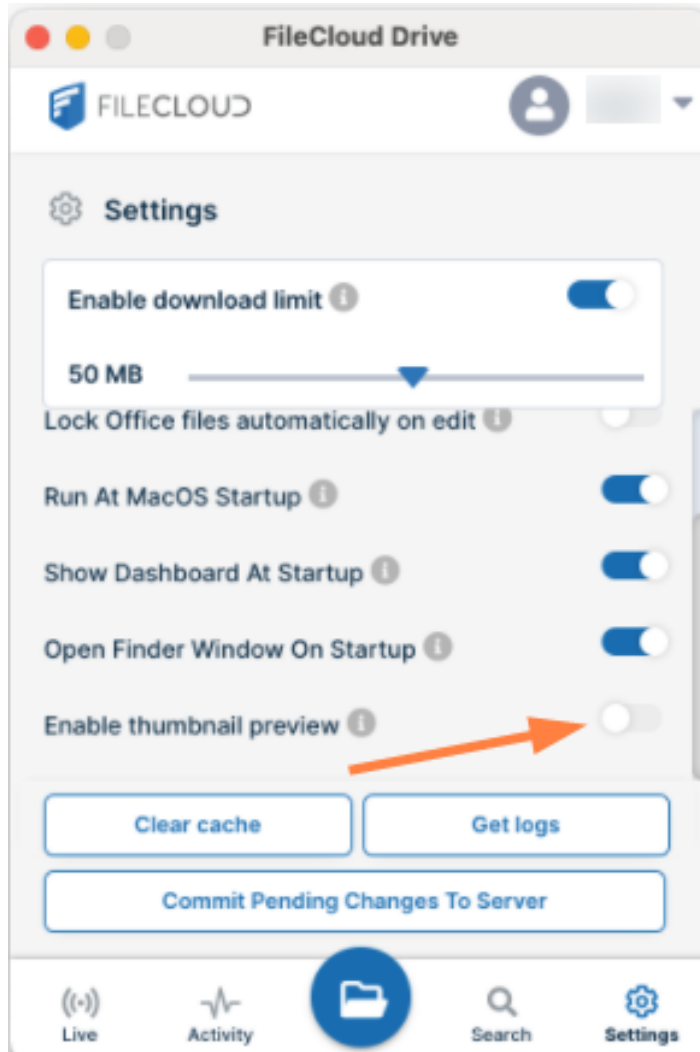 FileCloud Drive
FILECLOUD
Settings
Enable download limit
50 MB
Lock Office files automatically on edit
Run At MacOS Startup
Show Dashboard At Startup
Open Finder Window On Startup
Enable thumbnail preview
Clear cache Get logs
Commit Pending Changes To Server
Live Activity Search Settings